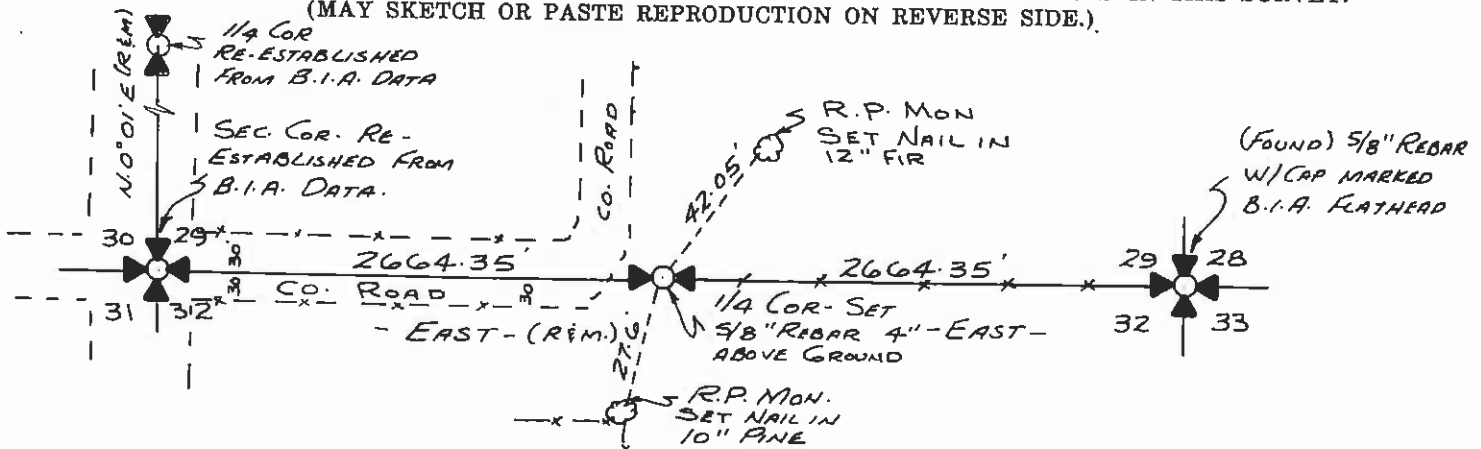 (MAY SKETCH OR PASTE REPRODUCTION ON REVERSE SIDE.)
N.0°01'E (R&M)
1/4 COR
RE-ESTABLISHED
FROM B.I.A. DATA
SEC. COR. RE-
ESTABLISHED FROM
B.I.A. DATA.
CO. ROAD
R.P. MON
SET NAIL IN
12" FIR
42.05'
(FOUND) 5/8" REBAR
W/CAP MARKED
B.I.A. FLATHEAD
30 29
31 32
30'
30'
2664.35'
CO. ROAD
30
- EAST - (R&M.)
2664.35'
29 28
32 33
1/4 COR - SET
5/8" REBAR 4"
ABOVE GROUND
- EAST -
27.6'
R.P. MON.
SET NAIL IN
10" PINE